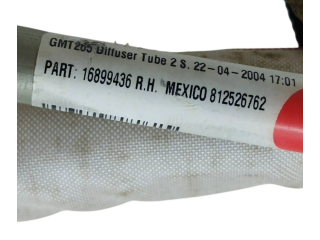 GMT265 Diffuser Tube 2 S. 22-04-2004 17:01
PART: 16899436 R.H. MEXICO 812526762